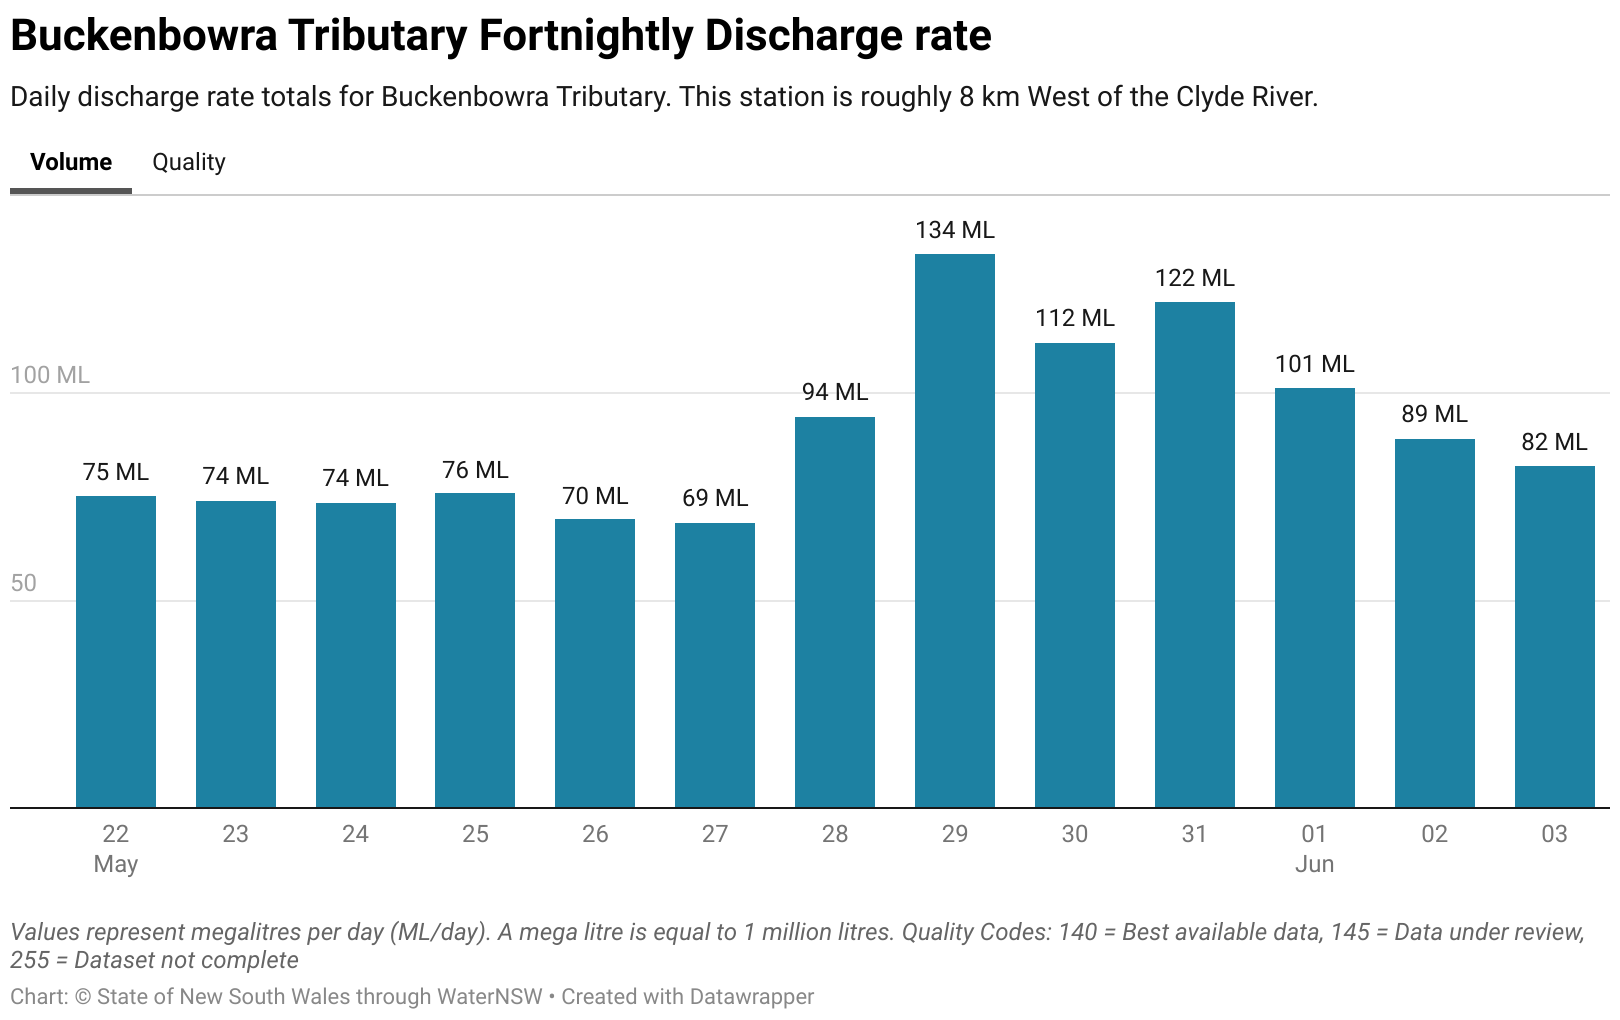 Buckenbowra Tributary Fortnightly Discharge rate
Daily discharge rate totals for Buckenbowra Tributary. This station is roughly 8 km West of the Clyde River.
Volume Quality
134 ML
122 ML
112 ML
101 ML
100 ML
94 ML
89 ML
82 ML
75 ML
74 ML
74 ML
76 ML
70 ML
69 ML
50
22 23 24 25 26 27 28 29 30 31 01 02 03
May Jun
Values represent megalitres per day (ML/day). A mega litre is equal to 1 million litres. Quality Codes: 140 = Best available data, 145 = Data under review,
255 = Dataset not complete
Chart: © State of New South Wales through WaterNSW • Created with Datawrapper